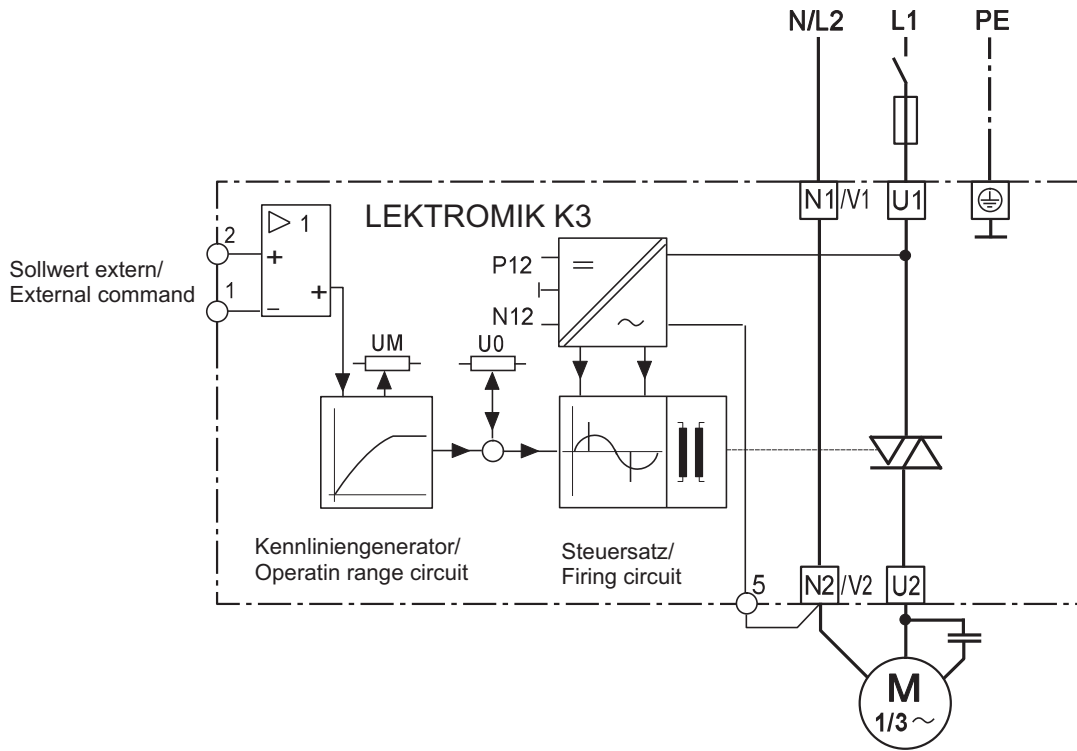 N/L2 L1 PE
N1/V1 U1
LEKTROMIK K3
2
1
+
1
+
−
Sollwert extern/
External command
P12
N12
=
~
UM
U0
Kennliniengenerator/
Operatin range circuit
Steuersatz/
Firing circuit
5
N2/V2 U2
M
1/3 ~